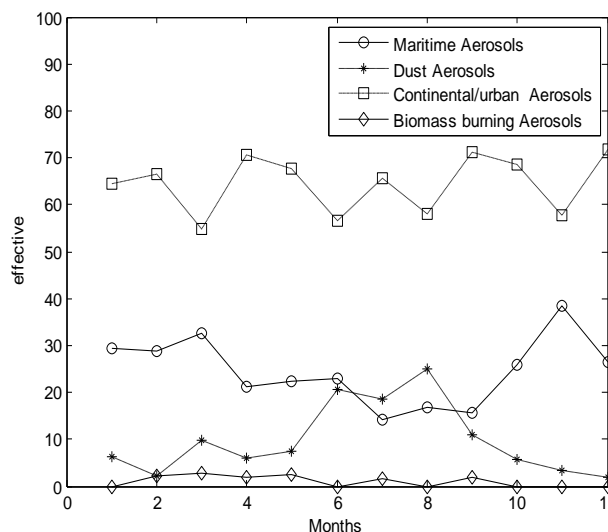 100
90
80
70
60
50
40
30
20
10
0
effective
Maritime Aerosols
Dust Aerosols
Continental/urban Aerosols
Biomass burning Aerosols
0 2 4 6 8 10
Months